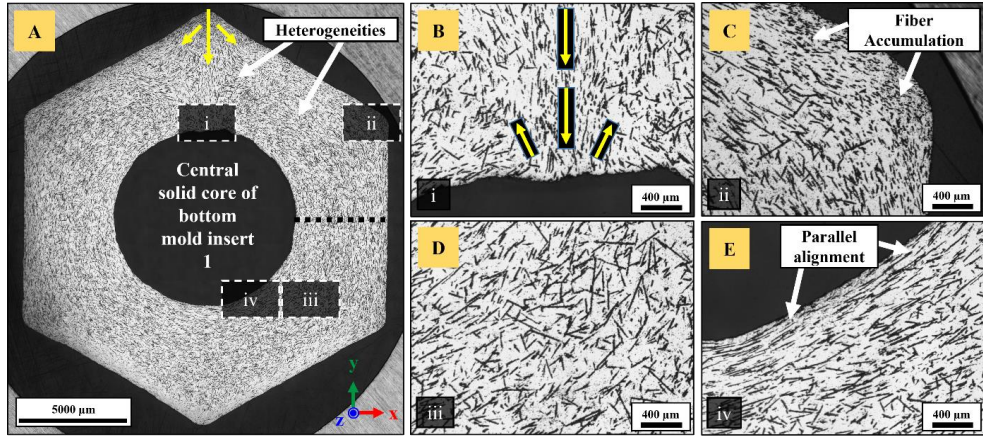 A
Heterogeneities
i
ii
Central
solid core of
bottom
mold insert
1
iv
iii
y
x
z
5000 µm
B
i
400 µm
C
Fiber
Accumulation
ii
400 µm
D
iii
400 µm
E
Parallel
alignment
iv
400 µm